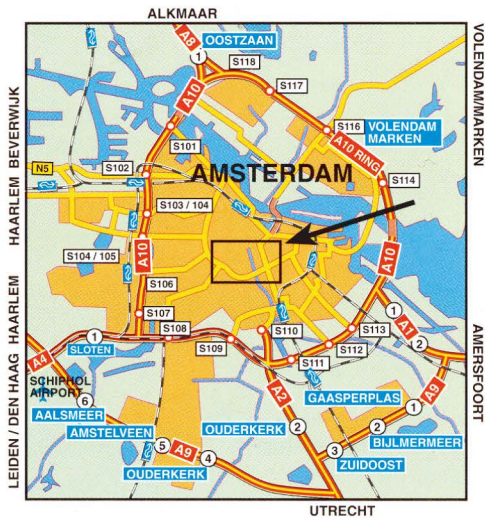 ALKMAAR
A8
OOSTZAAN
1
S118
S117
A10
S116
VOLENDAM
MARKEN
S101
A10 RING
N5
S102
AMSTERDAM
S114
S103 / 104
A10
A10
S104 / 105
S106
S107
S108
S109
S110
S111
S112
S113
1
A1
2
1
SLOTEN
A4
SCHIPHOL
AIRPORT
6
AALSMEER
AMSTELVEEN
A2
GAASPERPLAS
A9
1
OUDERKERK
2
2
BIJLMERMEER
5
A9
4
3
ZUIDOOST
OUDERKERK
UTRECHT
LEIDEN / DEN HAAG HAARLEM
HAARLEM BEVERWIJK
VOLENDAM/MARKEN
AMERSFOORT